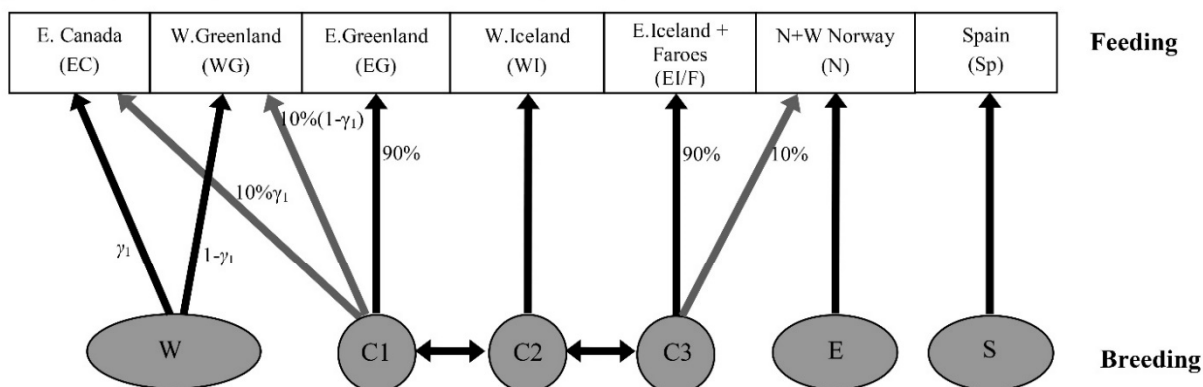 E. Canada
(EC)
W.Greenland
(WG)
E.Greenland
(EG)
W.Iceland
(WI)
E.Iceland +
Faroes
(EI/F)
N+W Norway
(N)
Spain
(Sp)
Feeding
10%(1-γ₁)
90%
90%
10%
10%γ₁
γ₁
1-γ₁
W
C1
C2
C3
E
S
Breeding